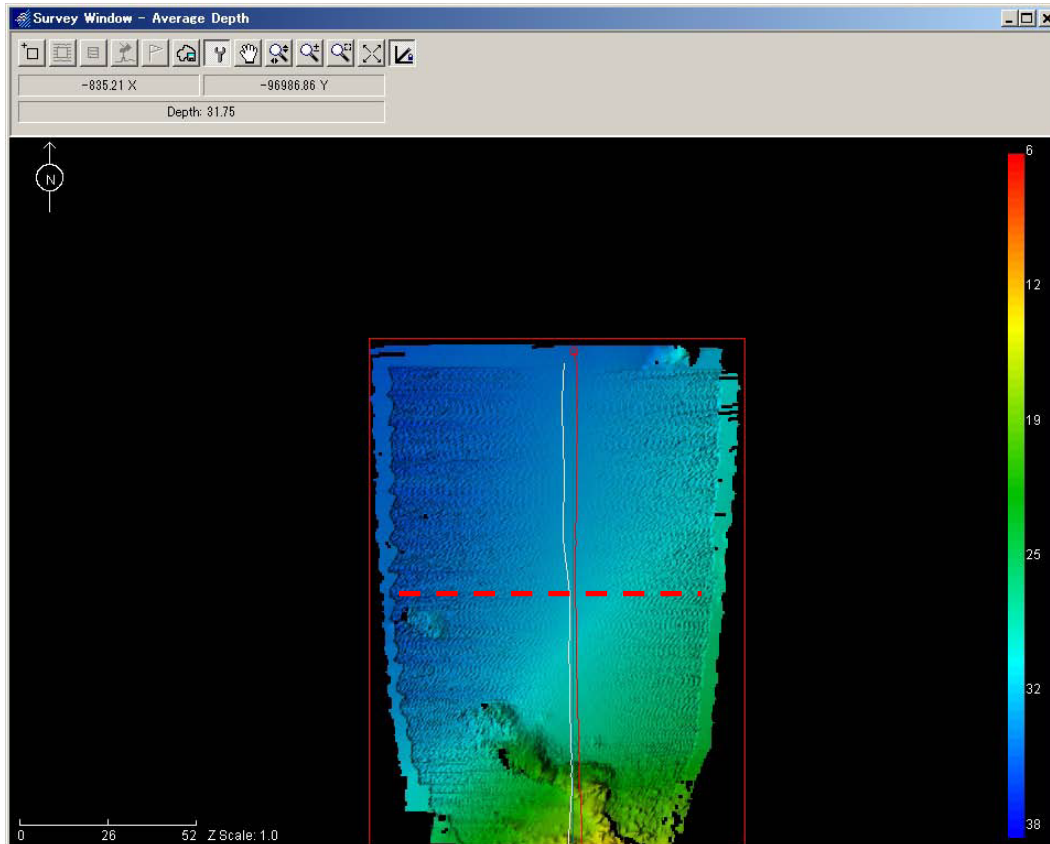 Survey Window - Average Depth
-835.21 X
-96986.86 Y
Depth: 31.75
N
6
12
19
25
32
38
0 26 52 Z Scale: 1.0